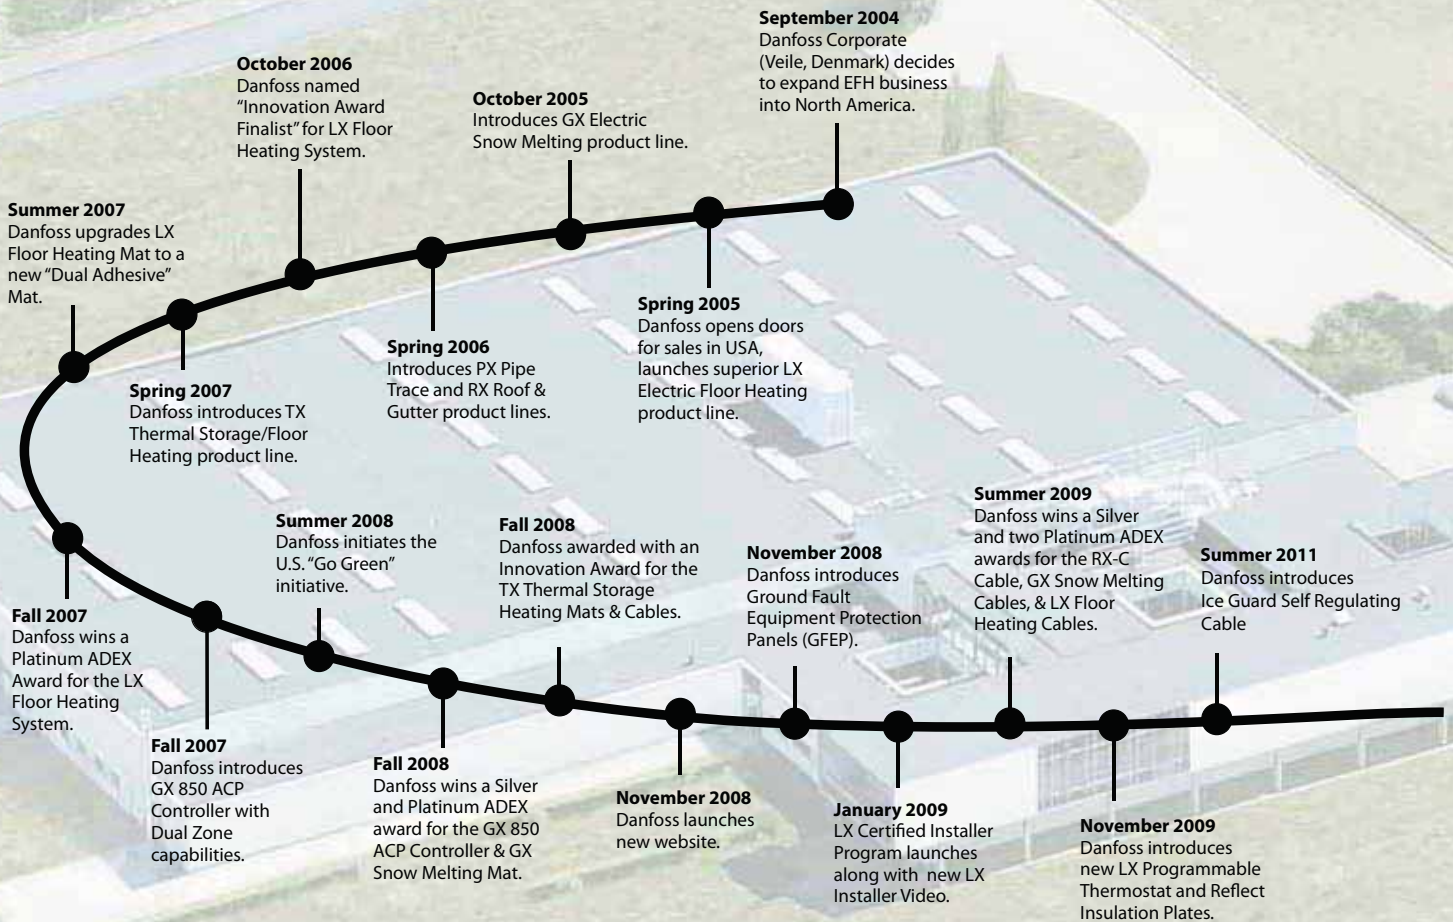 September 2004
Danfoss Corporate
(Veile, Denmark) decides
to expand EFH business
into North America.
Spring 2005
Danfoss opens doors
for sales in USA,
launches superior LX
Electric Floor Heating
product line.
October 2005
Introduces GX Electric
Snow Melting product line.
Spring 2006
Introduces PX Pipe
Trace and RX Roof &
Gutter product lines.
October 2006
Danfoss named
“Innovation Award
Finalist” for LX Floor
Heating System.
Spring 2007
Danfoss introduces TX
Thermal Storage/Floor
Heating product line.
Summer 2007
Danfoss upgrades LX
Floor Heating Mat to a
new “Dual Adhesive”
Mat.
Fall 2007
Danfoss wins a
Platinum ADEX
Award for the LX
Floor Heating
System.
Fall 2007
Danfoss introduces
GX 850 ACP
Controller with
Dual Zone
capabilities.
Summer 2008
Danfoss initiates the
U.S. “Go Green”
initiative.
Fall 2008
Danfoss wins a Silver
and Platinum ADEX
award for the GX 850
ACP Controller & GX
Snow Melting Mat.
Fall 2008
Danfoss awarded with an
Innovation Award for the
TX Thermal Storage
Heating Mats & Cables.
November 2008
Danfoss launches
new website.
November 2008
Danfoss introduces
Ground Fault
Equipment Protection
Panels (GFEP).
January 2009
LX Certified Installer
Program launches
along with new LX
Installer Video.
Summer 2009
Danfoss wins a Silver
and two Platinum ADEX
awards for the RX-C
Cable, GX Snow Melting
Cables, & LX Floor
Heating Cables.
November 2009
Danfoss introduces
new LX Programmable
Thermostat and Reflect
Insulation Plates.
Summer 2011
Danfoss introduces
Ice Guard Self Regulating
Cable